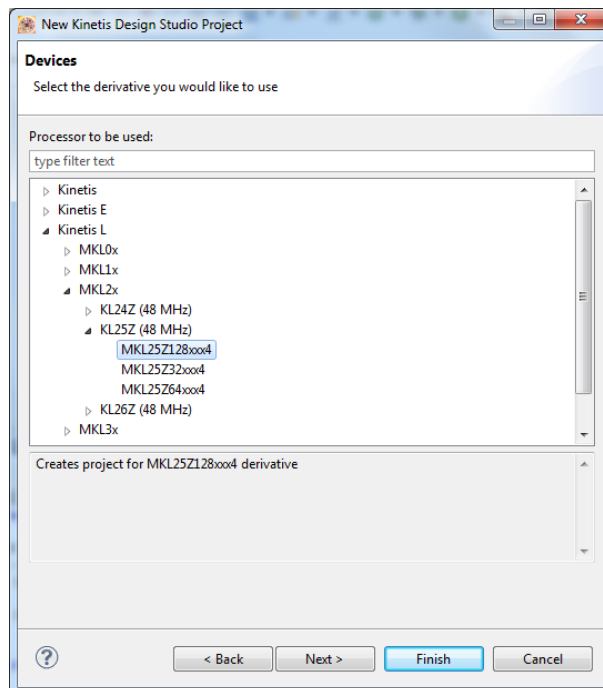 New Kinetis Design Studio Project
Devices
Select the derivative you would like to use
Processor to be used:
type filter text
Kinetis
Kinetis E
Kinetis L
MKL0x
MKL1x
MKL2x
KL24Z (48 MHz)
KL25Z (48 MHz)
MKL25Z128xxx4
MKL25Z32xxx4
MKL25Z64xxx4
KL26Z (48 MHz)
MKL3x
Creates project for MKL25Z128xxx4 derivative
? < Back Next > Finish Cancel